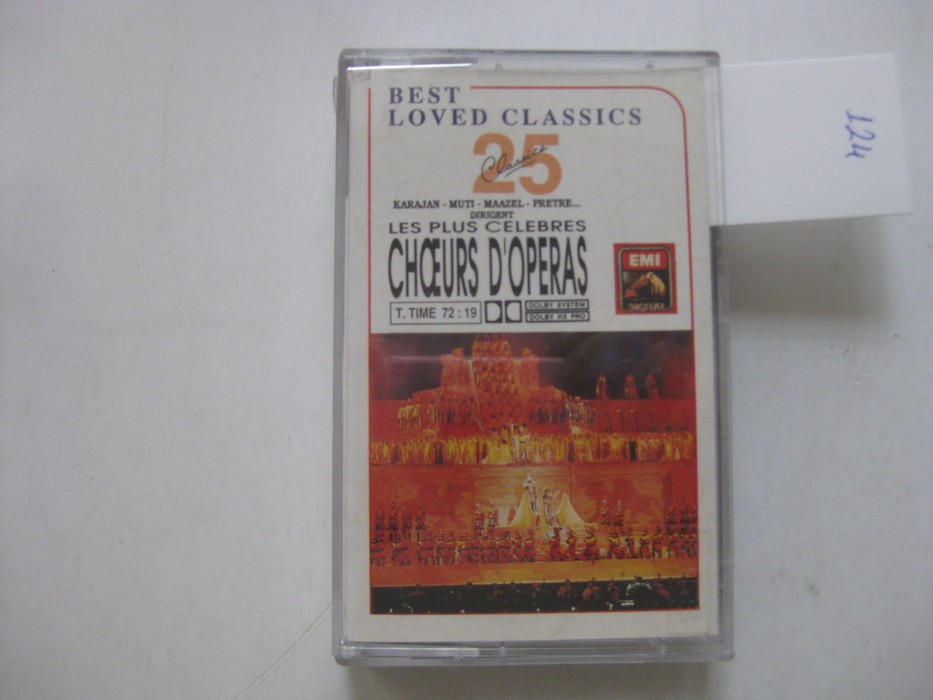 BEST
LOVED CLASSICS
25
Classics
KARAJAN - MUTI - MAAZEL - PRETRE...
DIRIGENT
LES PLUS CELEBRES
CHŒURS D'OPERAS
T. TIME 72 : 19
DOLBY SYSTEM
DOLBY HX PRO
EMI
DIGITAL
124